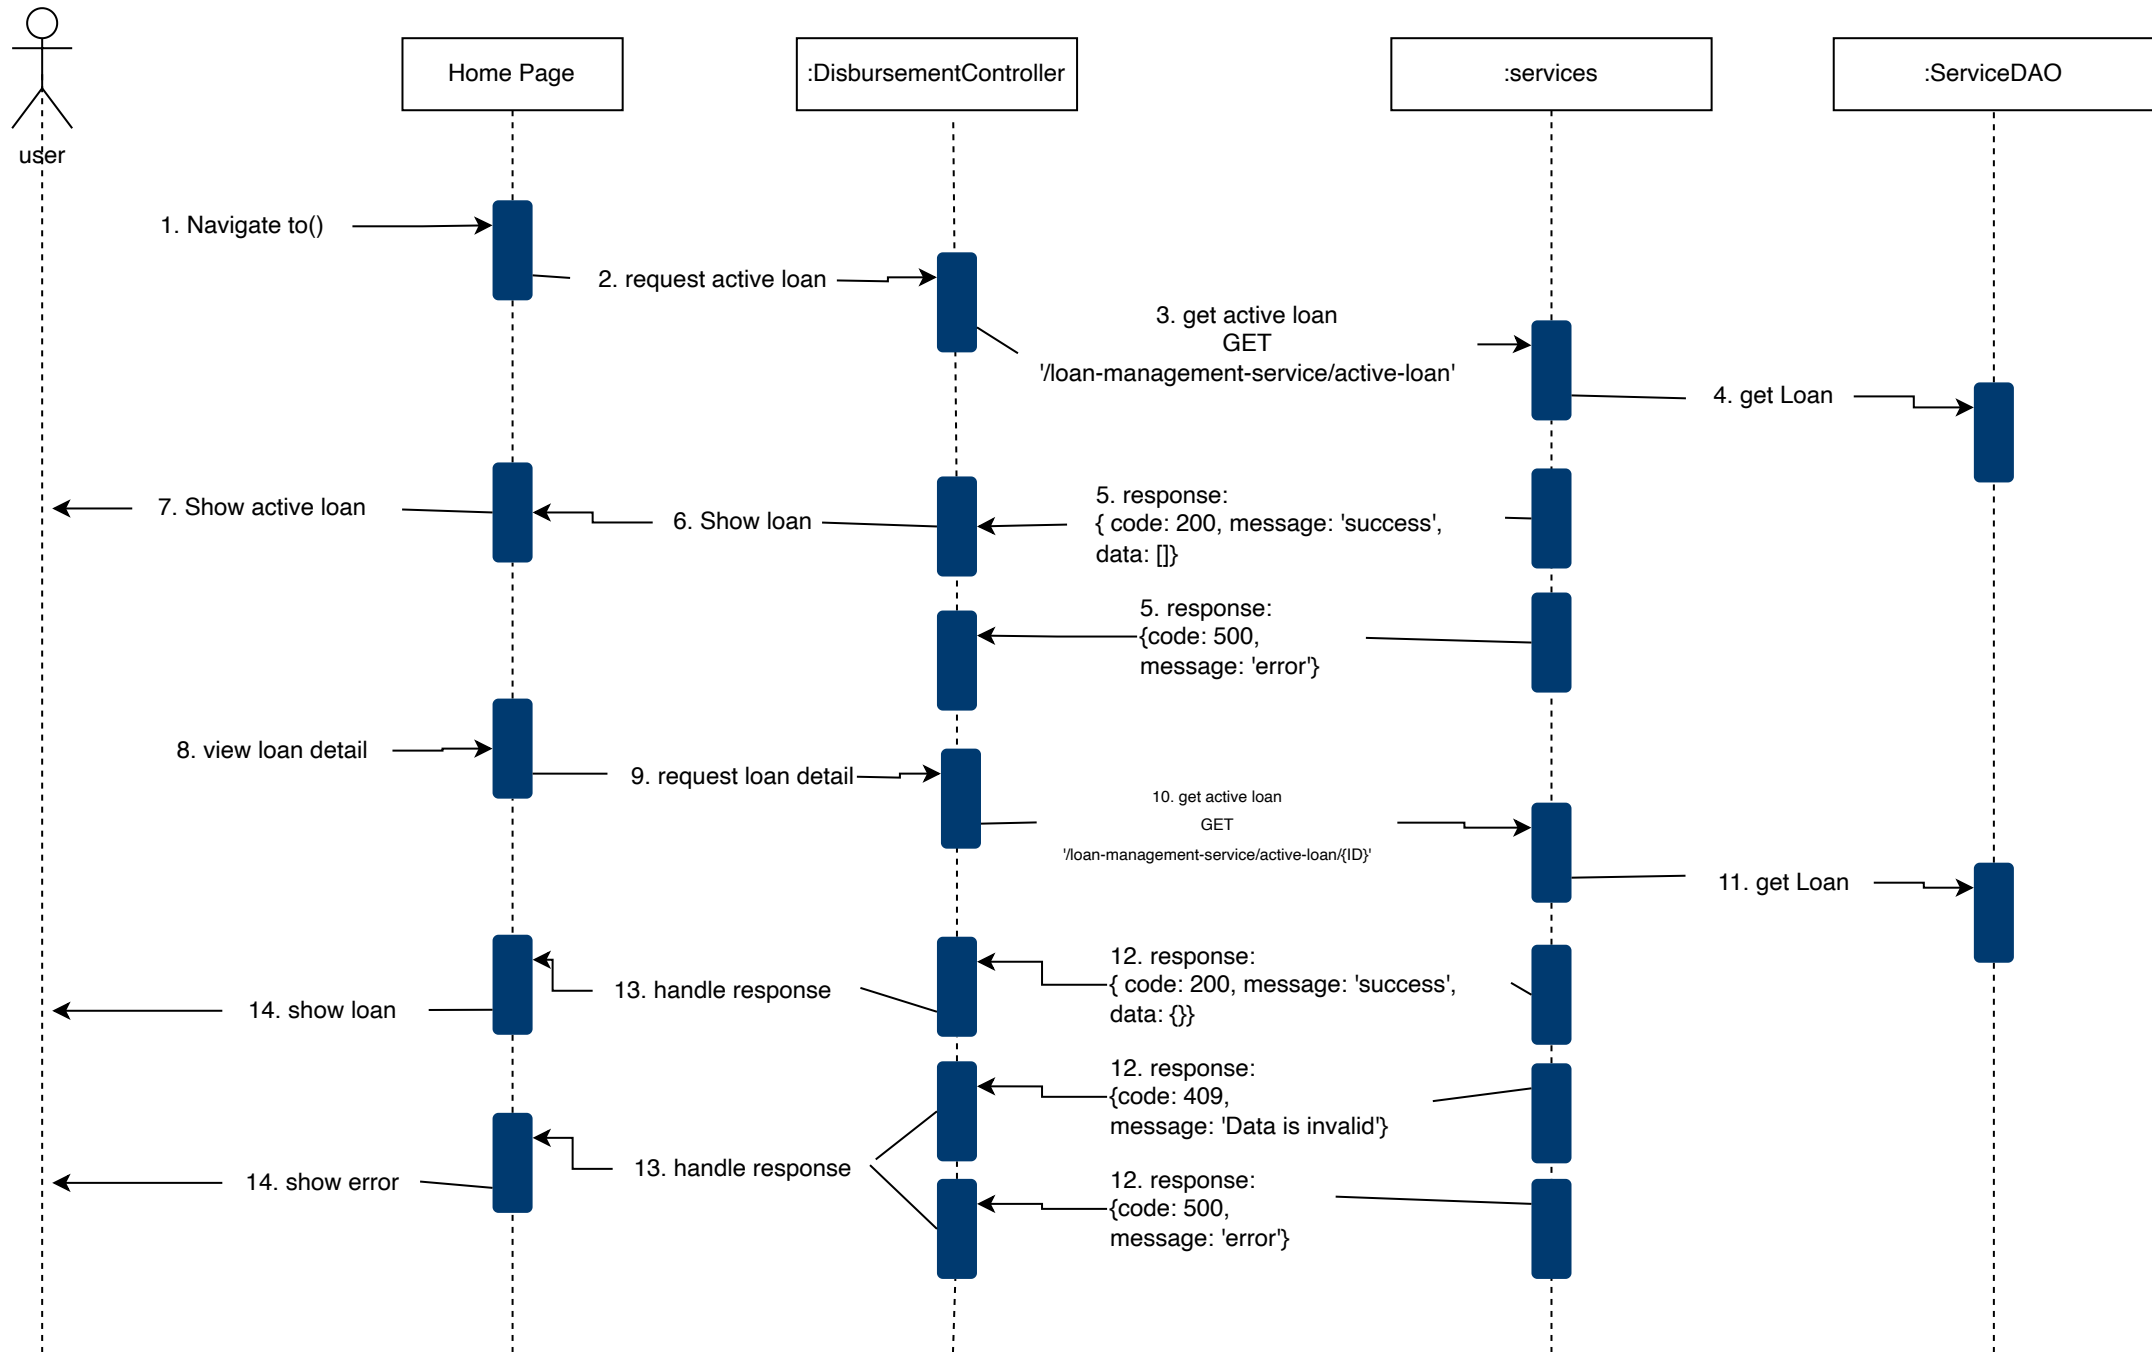 user
Home Page
:DisbursementController
:services
:ServiceDAO
1. Navigate to()
2. request active loan
3. get active loan
GET
'/loan-management-service/active-loan'
4. get Loan
5. response:
{ code: 200, message: 'success',
data: []}
6. Show loan
7. Show active loan
5. response:
{code: 500,
message: 'error'}
8. view loan detail
9. request loan detail
10. get active loan
GET
'/loan-management-service/active-loan/{ID}'
11. get Loan
12. response:
{ code: 200, message: 'success',
data: {}}
13. handle response
14. show loan
12. response:
{code: 409,
message: 'Data is invalid'}
13. handle response
14. show error
12. response:
{code: 500,
message: 'error'}